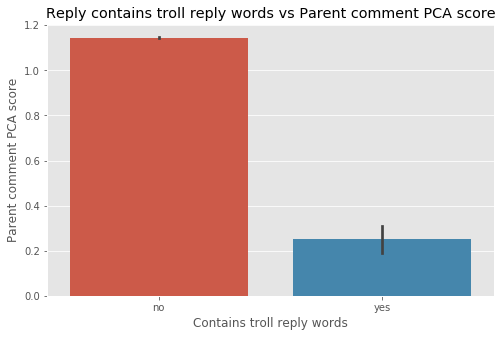 Reply contains troll reply words vs Parent comment PCA score
1.2
1.0
0.8
0.6
0.4
0.2
0.0
Parent comment PCA score
no yes
Contains troll reply words